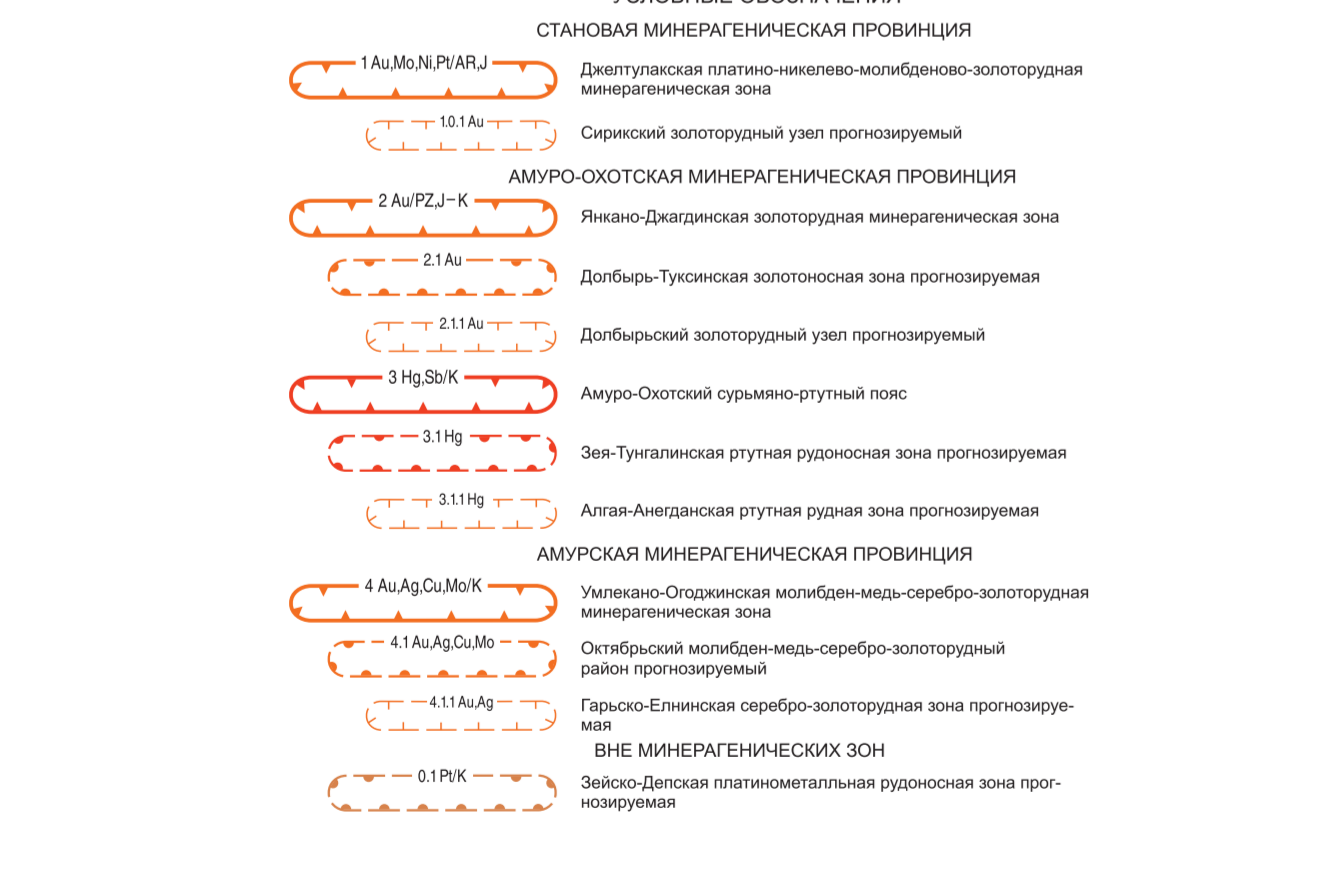 УСЛОВНЫЕ ОБОЗНАЧЕНИЯ
СТАНОВАЯ МИНЕРАГЕНИЧЕСКАЯ ПРОВИНЦИЯ
1 Au,Mo,Ni,Pt/AR,J
Джелтулакская платино-никелево-молибденово-золоторудная
минерагеническая зона
1.0.1 Au
Сирикский золоторудный узел прогнозируемый
АМУРО-ОХОТСКАЯ МИНЕРАГЕНИЧЕСКАЯ ПРОВИНЦИЯ
2 Au/PZ,J–K
Янкано-Джагдинская золоторудная минерагеническая зона
2.1 Au
Долбырь-Туксинская золотоносная зона прогнозируемая
2.1.1 Au
Долбырьский золоторудный узел прогнозируемый
3 Hg,Sb/K
Амуро-Охотский сурьмяно-ртутный пояс
3.1 Hg
Зея-Тунгалинская ртутная рудоносная зона прогнозируемая
3.1.1 Hg
Алгая-Анегданская ртутная рудная зона прогнозируемая
АМУРСКАЯ МИНЕРАГЕНИЧЕСКАЯ ПРОВИНЦИЯ
4 Au,Ag,Cu,Mo/K
Умлекано-Огоджинская молибден-медь-серебро-золоторудная
минерагеническая зона
4.1 Au,Ag,Cu,Mo
Октябрьский молибден-медь-серебро-золоторудный
район прогнозируемый
4.1.1 Au,Ag
Гарьско-Елнинская серебро-золоторудная зона прогнозируе-
мая
ВНЕ МИНЕРАГЕНИЧЕСКИХ ЗОН
0.1 Pt/K
Зейско-Депская платинометалльная рудоносная зона прог-
нозируемая